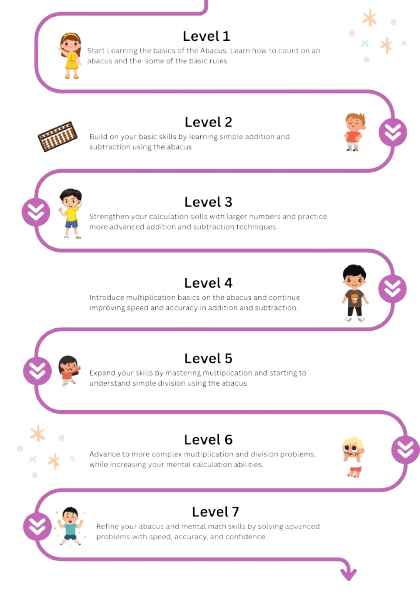 Level 1
Start Learning the basics of the Abacus. Learn how to count on an
abacus and the some of the basic rules.
Level 2
Build on your basic skills by learning simple addition and
subtraction using the abacus.
Level 3
Strengthen your calculation skills with larger numbers and practice
more advanced addition and subtraction techniques.
Level 4
Introduce multiplication basics on the abacus and continue
improving speed and accuracy in addition and subtraction.
Level 5
Expand your skills by mastering multiplication and starting to
understand simple division using the abacus.
Level 6
Advance to more complex multiplication and division problems,
while increasing your mental calculation abilities.
Level 7
Refine your abacus and mental math skills by solving advanced
problems with speed, accuracy, and confidence.